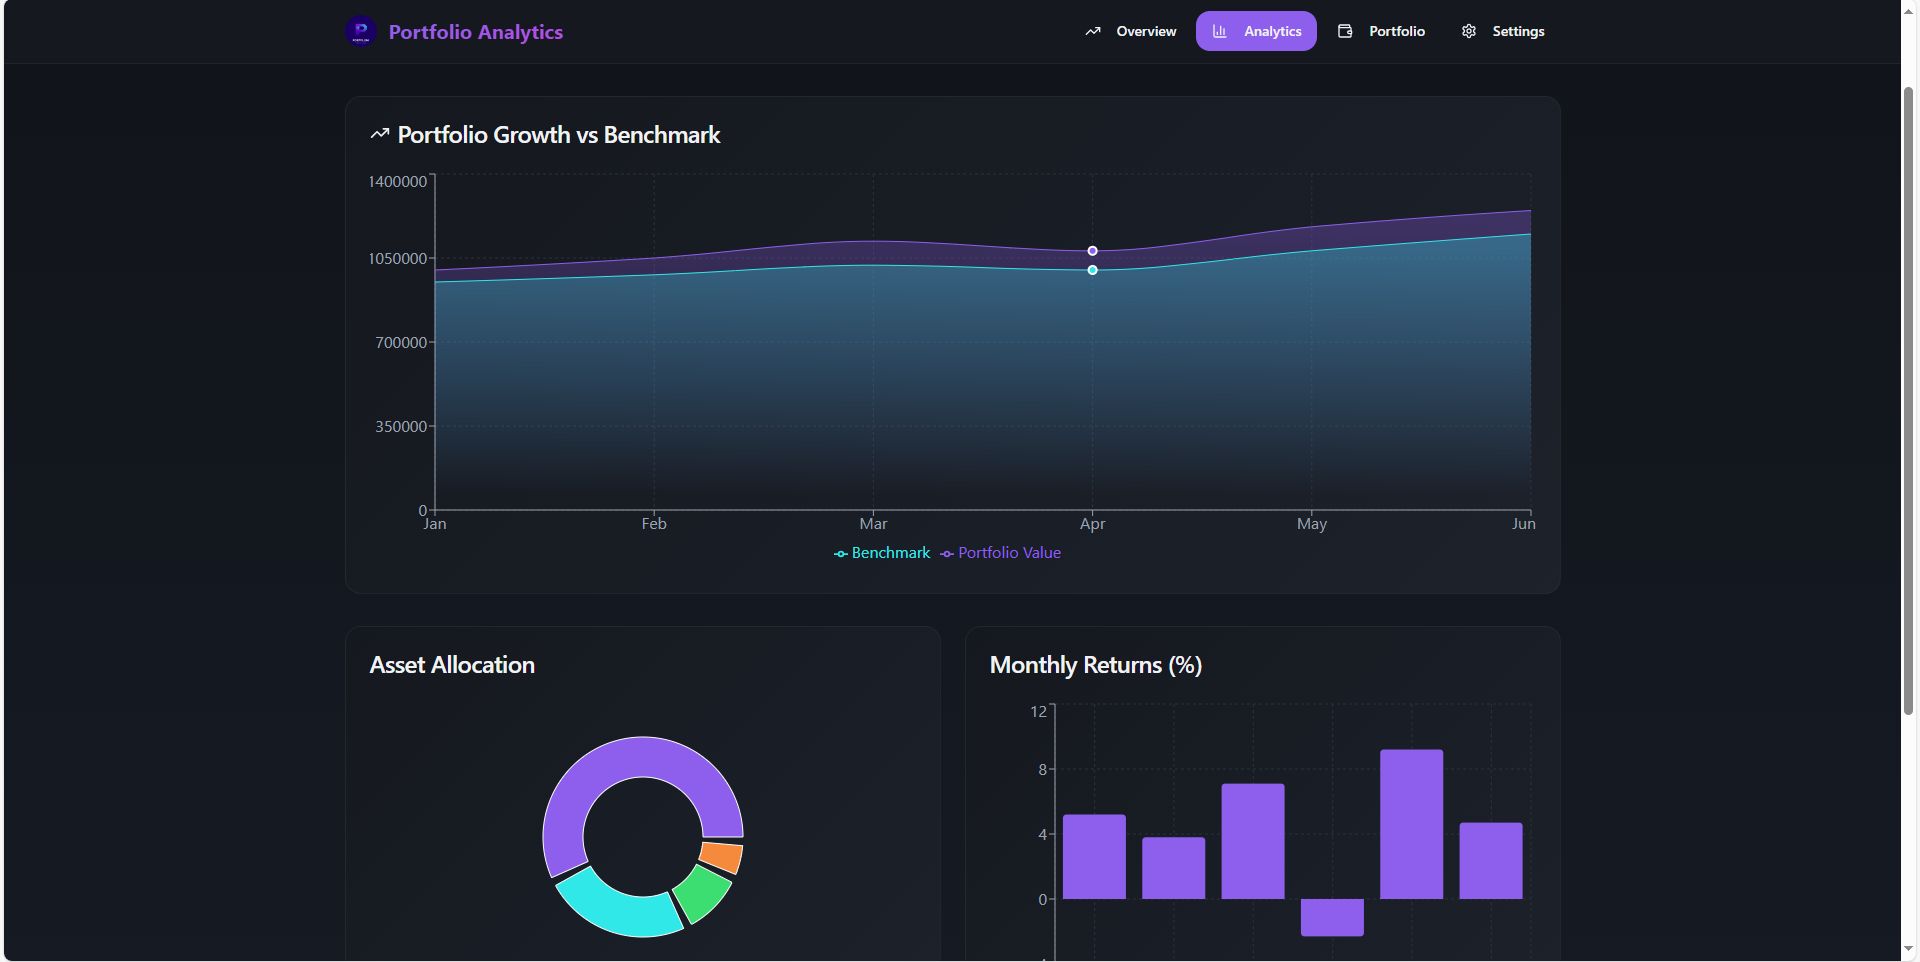 Portfolio Analytics
Overview
Analytics
Portfolio
Settings
Portfolio Growth vs Benchmark
1400000
1050000
700000
350000
0
Jan Feb Mar Apr May Jun
Benchmark Portfolio Value
Asset Allocation
Monthly Returns (%)
12
8
4
0